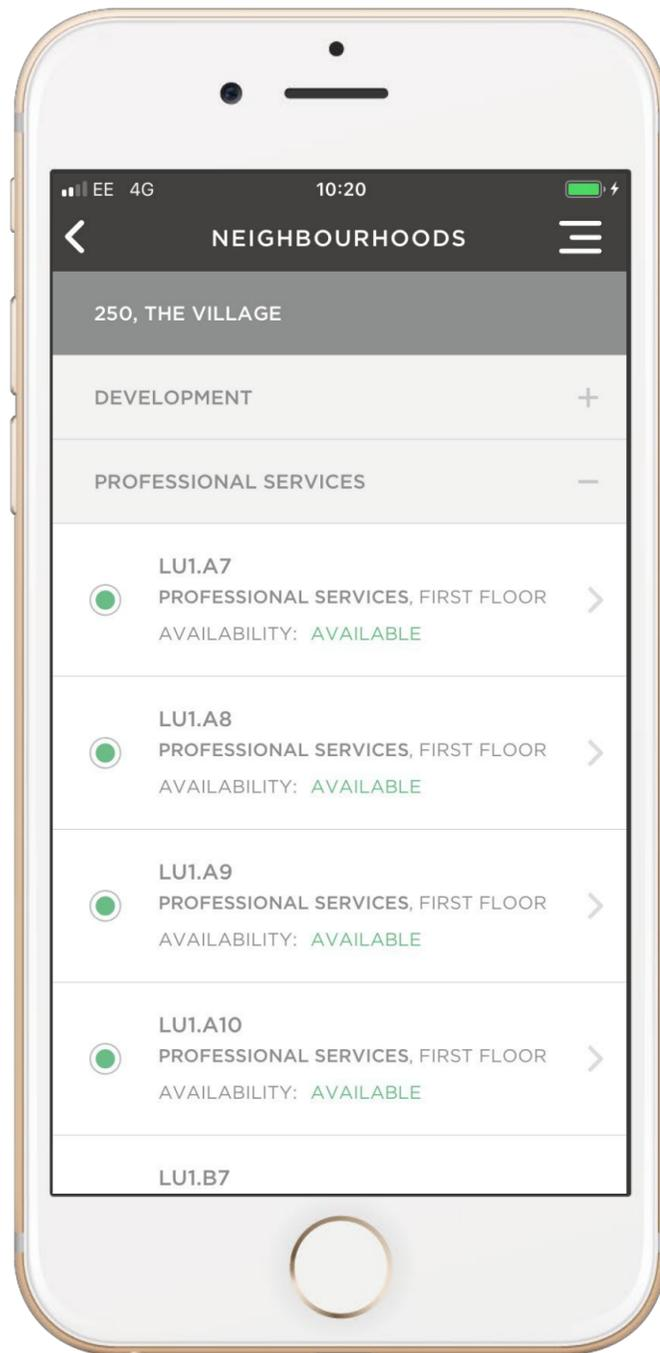 EE 4G 10:20
NEIGHBOURHOODS
250, THE VILLAGE
DEVELOPMENT
PROFESSIONAL SERVICES
LU1.A7
PROFESSIONAL SERVICES, FIRST FLOOR
AVAILABILITY: AVAILABLE
LU1.A8
PROFESSIONAL SERVICES, FIRST FLOOR
AVAILABILITY: AVAILABLE
LU1.A9
PROFESSIONAL SERVICES, FIRST FLOOR
AVAILABILITY: AVAILABLE
LU1.A10
PROFESSIONAL SERVICES, FIRST FLOOR
AVAILABILITY: AVAILABLE
LU1.B7